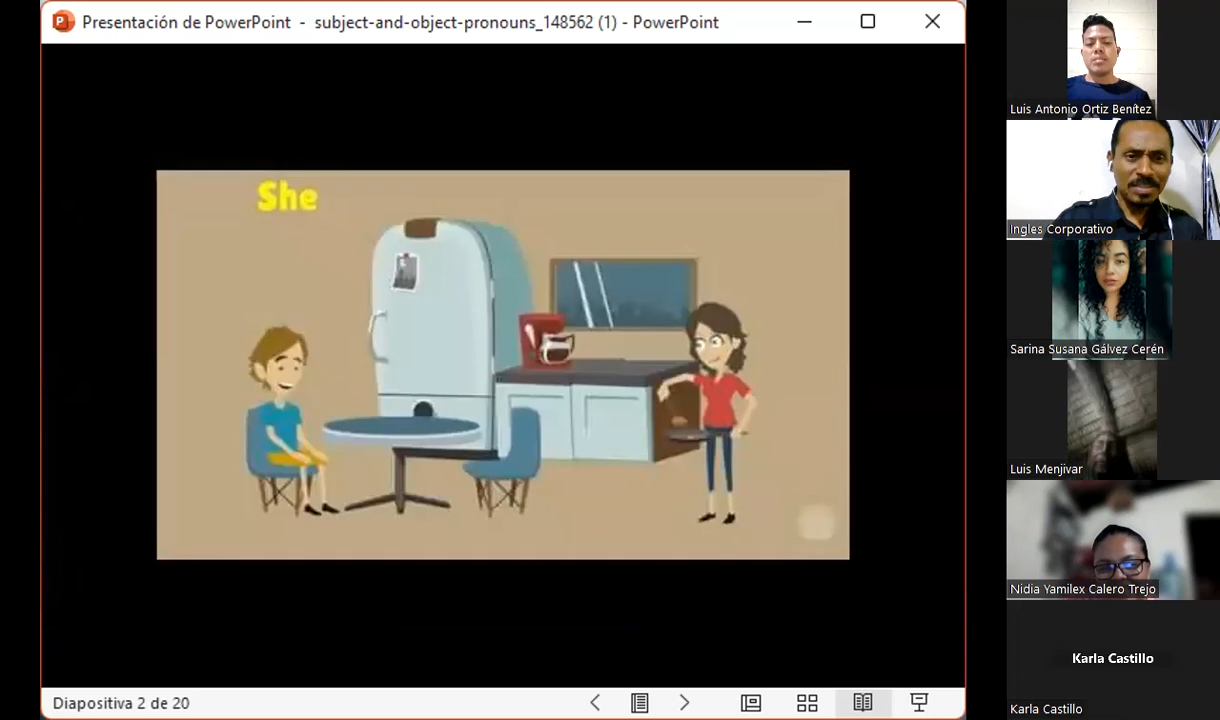 Presentación de PowerPoint - subject-and-object-pronouns_148562 (1) - PowerPoint
She
Diapositiva 2 de 20
Luis Antonio Ortiz Benítez
Ingles Corporativo
Sarina Susana Gálvez Cerén
Luis Menjivar
Nidia Yamilex Calero Trejo
Karla Castillo
Karla Castillo